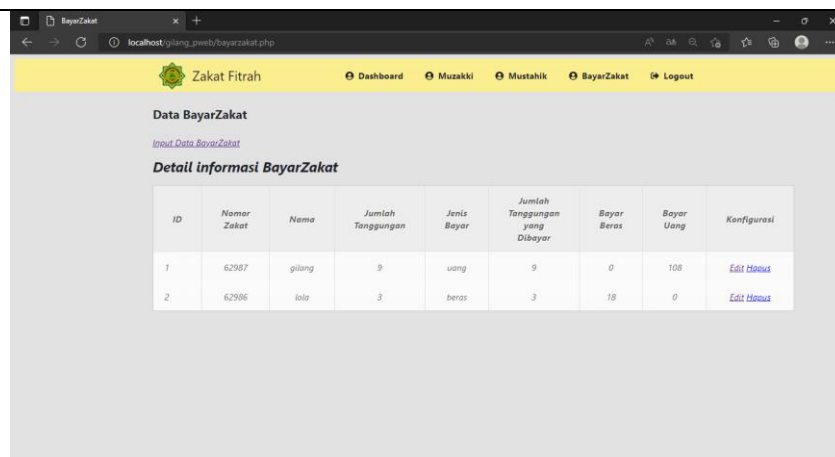 BayarZakat
localhost/gilang_pweb/bayarzakat.php
Zakat Fitrah Dashboard Muzakki Mustahik BayarZakat Logout
Data BayarZakat
Input Data BayarZakat
Detail informasi BayarZakat
ID Nomor Zakat Nama Jumlah Tanggungan Jenis Bayar Jumlah Tanggungan yang Dibayar Bayar Beras Bayar Uang Konfigurasi
1 62987 gilang 9 uang 9 0 108 Edit Hapus
2 62986 lola 3 beras 3 18 0 Edit Hapus